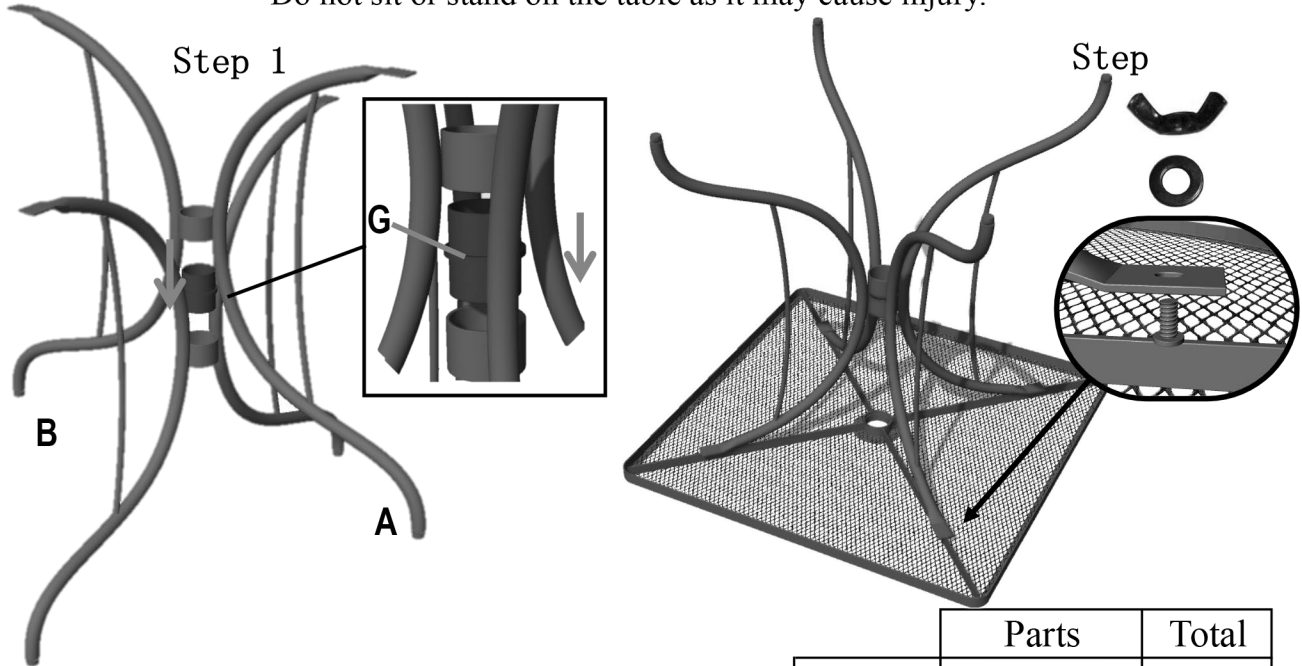 Do not sit or stand on the table as it may cause injury.
Step 1
Step
G
B
A
Parts Total